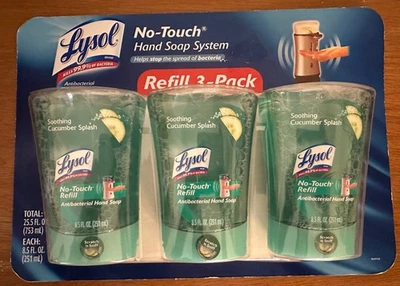 Lysol
KILLS 99.9% OF BACTERIA
Antibacterial
No-Touch®
Hand Soap System
Helps stop the spread of bacteria
Refill 3-Pack
Soothing
Cucumber Splash
Lysol
No-Touch®
Refill
Antibacterial Hand Soap
8.5 FL. OZ. (251 mL)
Soothing
Cucumber Splash
Lysol
No-Touch®
Refill
Antibacterial Hand Soap
8.5 FL. OZ. (251 mL)
Soothing
Cucumber Splash
Lysol
No-Touch®
Refill
Antibacterial Hand Soap
8.5 FL. OZ. (251 mL)
TOTAL:
25.5 FL. OZ.
(753 mL)
EACH:
8.5 FL. OZ.
(251 mL)